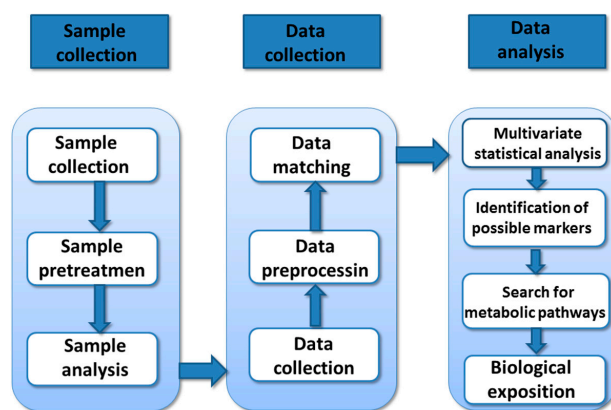 Sample
collection
Data
collection
Data
analysis
Sample
collection
Sample
pretreatmen
Sample
analysis
Data
matching
Data
preprocessin
Data
collection
Multivariate
statistical analysis
Identification of
possible markers
Search for
metabolic pathways
Biological
exposition